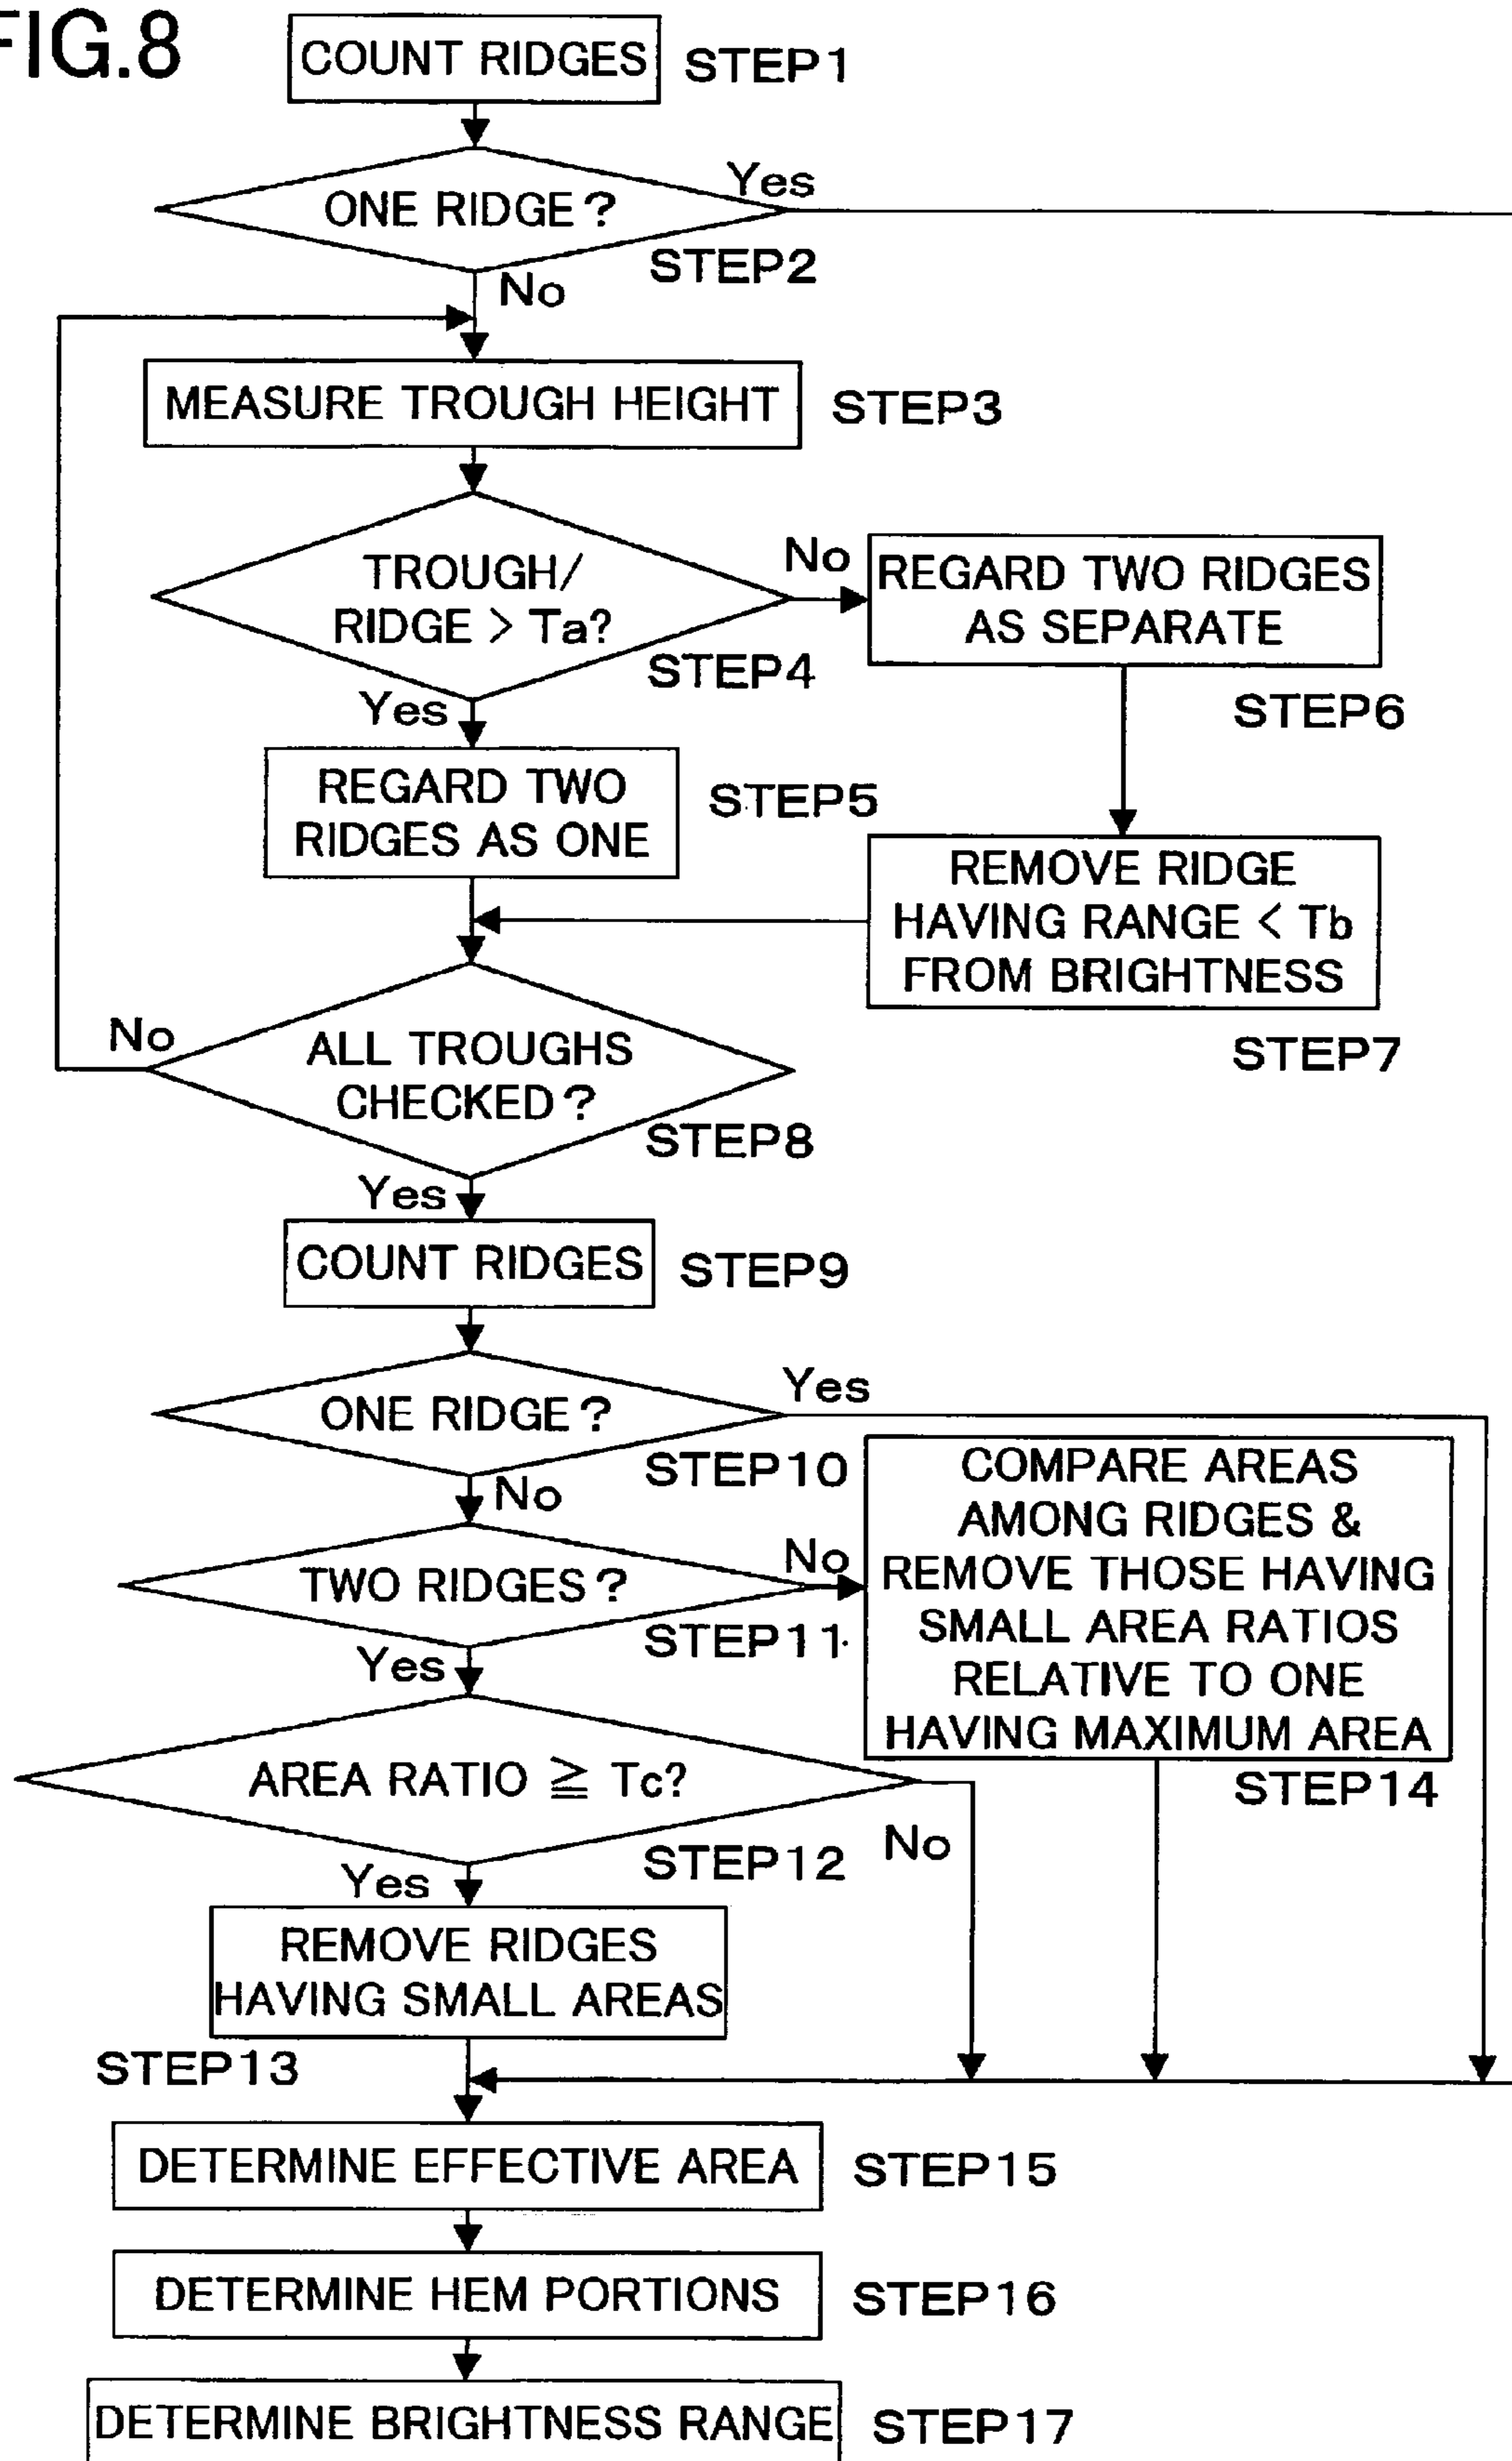 FIG.8
COUNT RIDGES
STEP1
ONE RIDGE?
Yes
STEP2
No
MEASURE TROUGH HEIGHT
STEP3
TROUGH/
RIDGE > Ta?
No
STEP4
Yes
REGARD TWO RIDGES
AS SEPARATE
STEP6
REGARD TWO
RIDGES AS ONE
STEP5
REMOVE RIDGE
HAVING RANGE < Tb
FROM BRIGHTNESS
STEP7
No
ALL TROUGHS
CHECKED?
STEP8
Yes
COUNT RIDGES
STEP9
ONE RIDGE?
Yes
STEP10
No
TWO RIDGES?
No
STEP11
Yes
COMPARE AREAS
AMONG RIDGES &
REMOVE THOSE HAVING
SMALL AREA RATIOS
RELATIVE TO ONE
HAVING MAXIMUM AREA
STEP14
AREA RATIO ≧ Tc?
No
STEP12
Yes
REMOVE RIDGES
HAVING SMALL AREAS
STEP13
DETERMINE EFFECTIVE AREA
STEP15
DETERMINE HEM PORTIONS
STEP16
DETERMINE BRIGHTNESS RANGE
STEP17